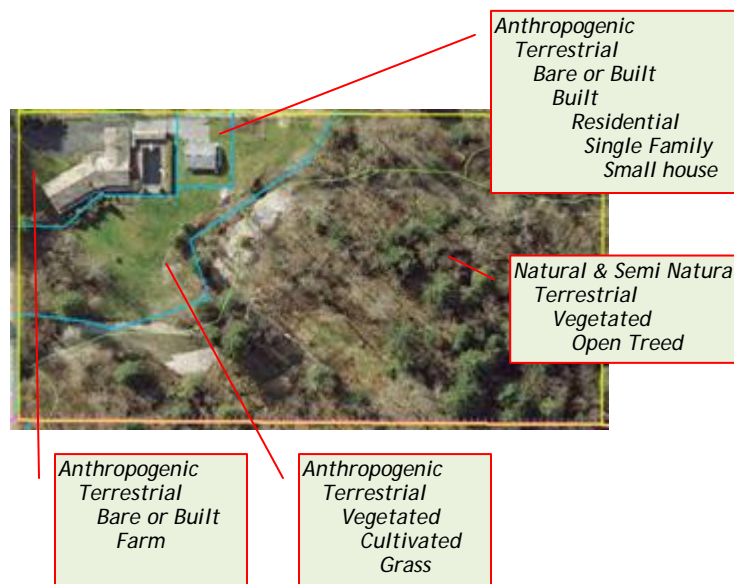 Anthropogenic
Terrestrial
Bare or Built
Built
Residential
Single Family
Small house
Natural & Semi Natura
Terrestrial
Vegetated
Open Treed
Anthropogenic
Terrestrial
Bare or Built
Farm
Anthropogenic
Terrestrial
Vegetated
Cultivated
Grass